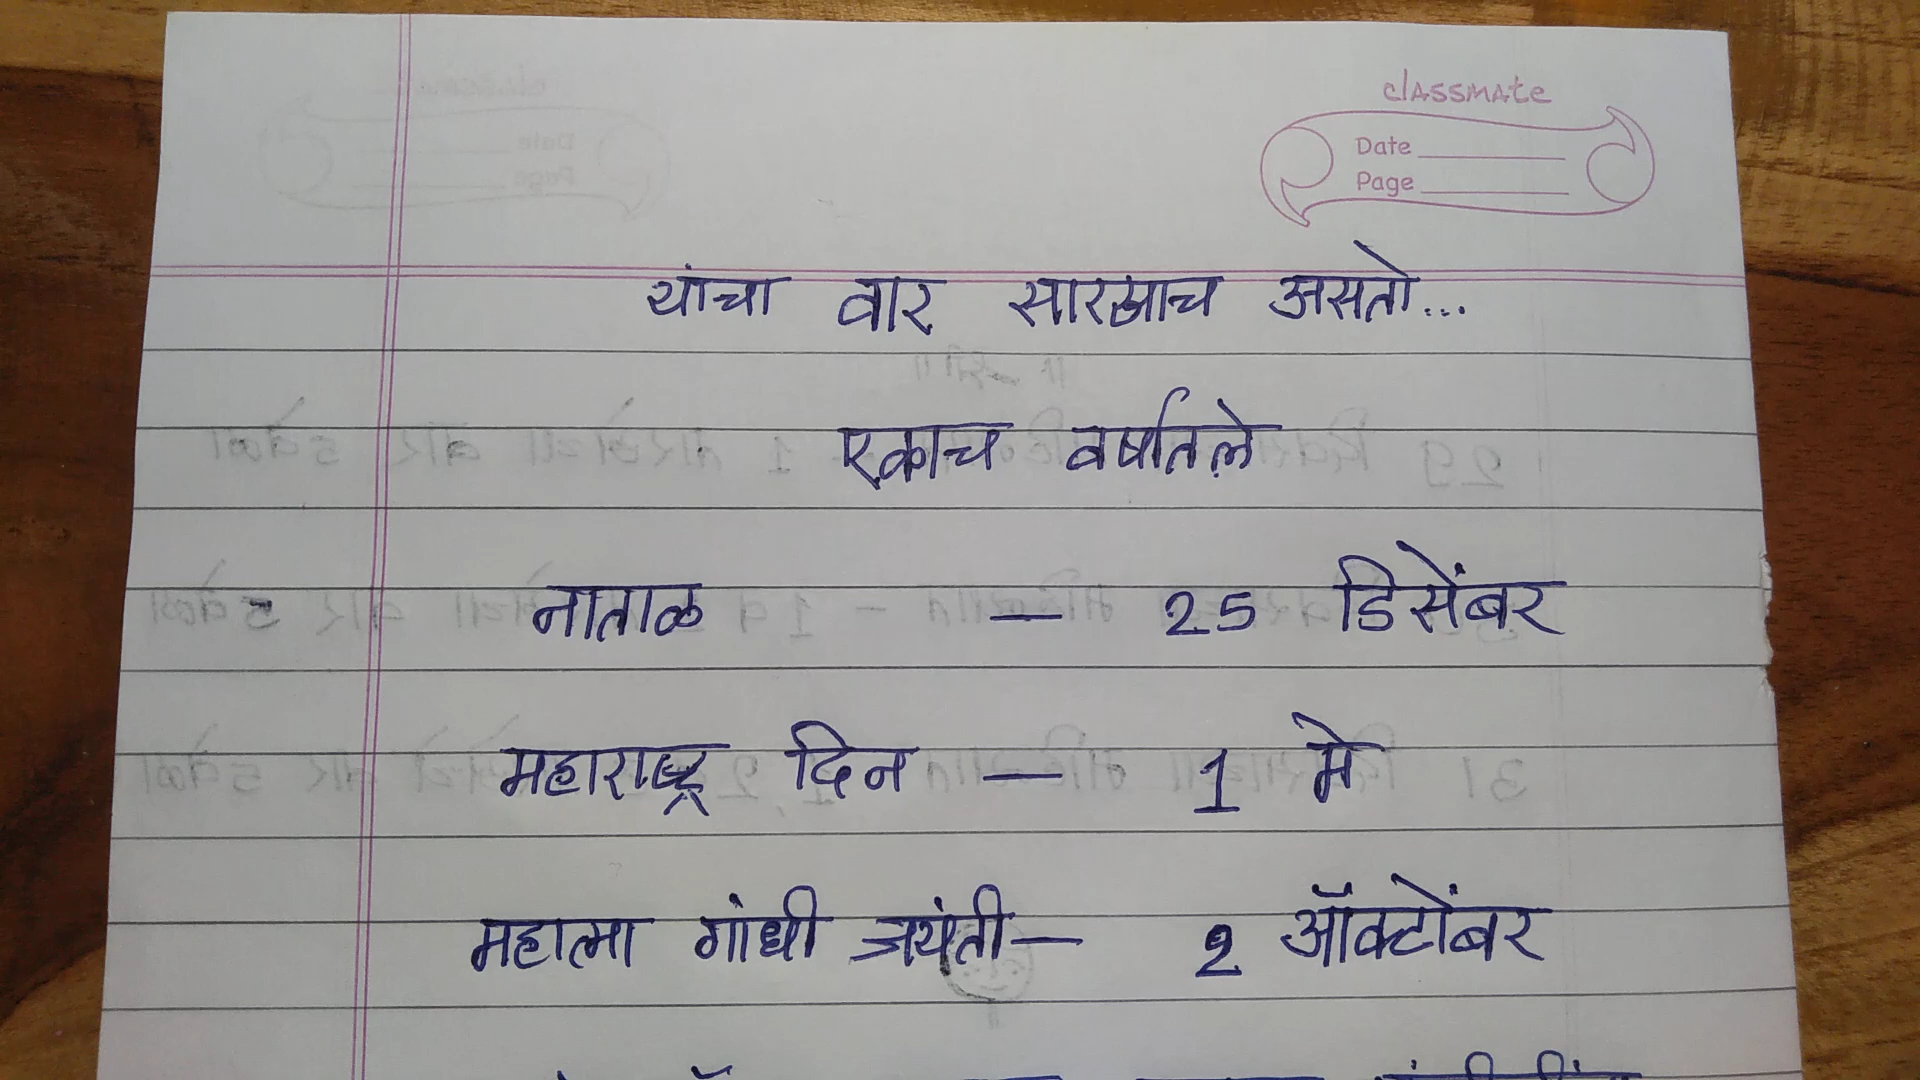 classmate
Date
Page
यांचा वार सारखाच असतो...
एकाच वर्षातले
नाताळ — 25 डिसेंबर
महाराष्ट्र दिन — 1 मे
महात्मा गांधी जयंती — 2 ऑक्टोंबर